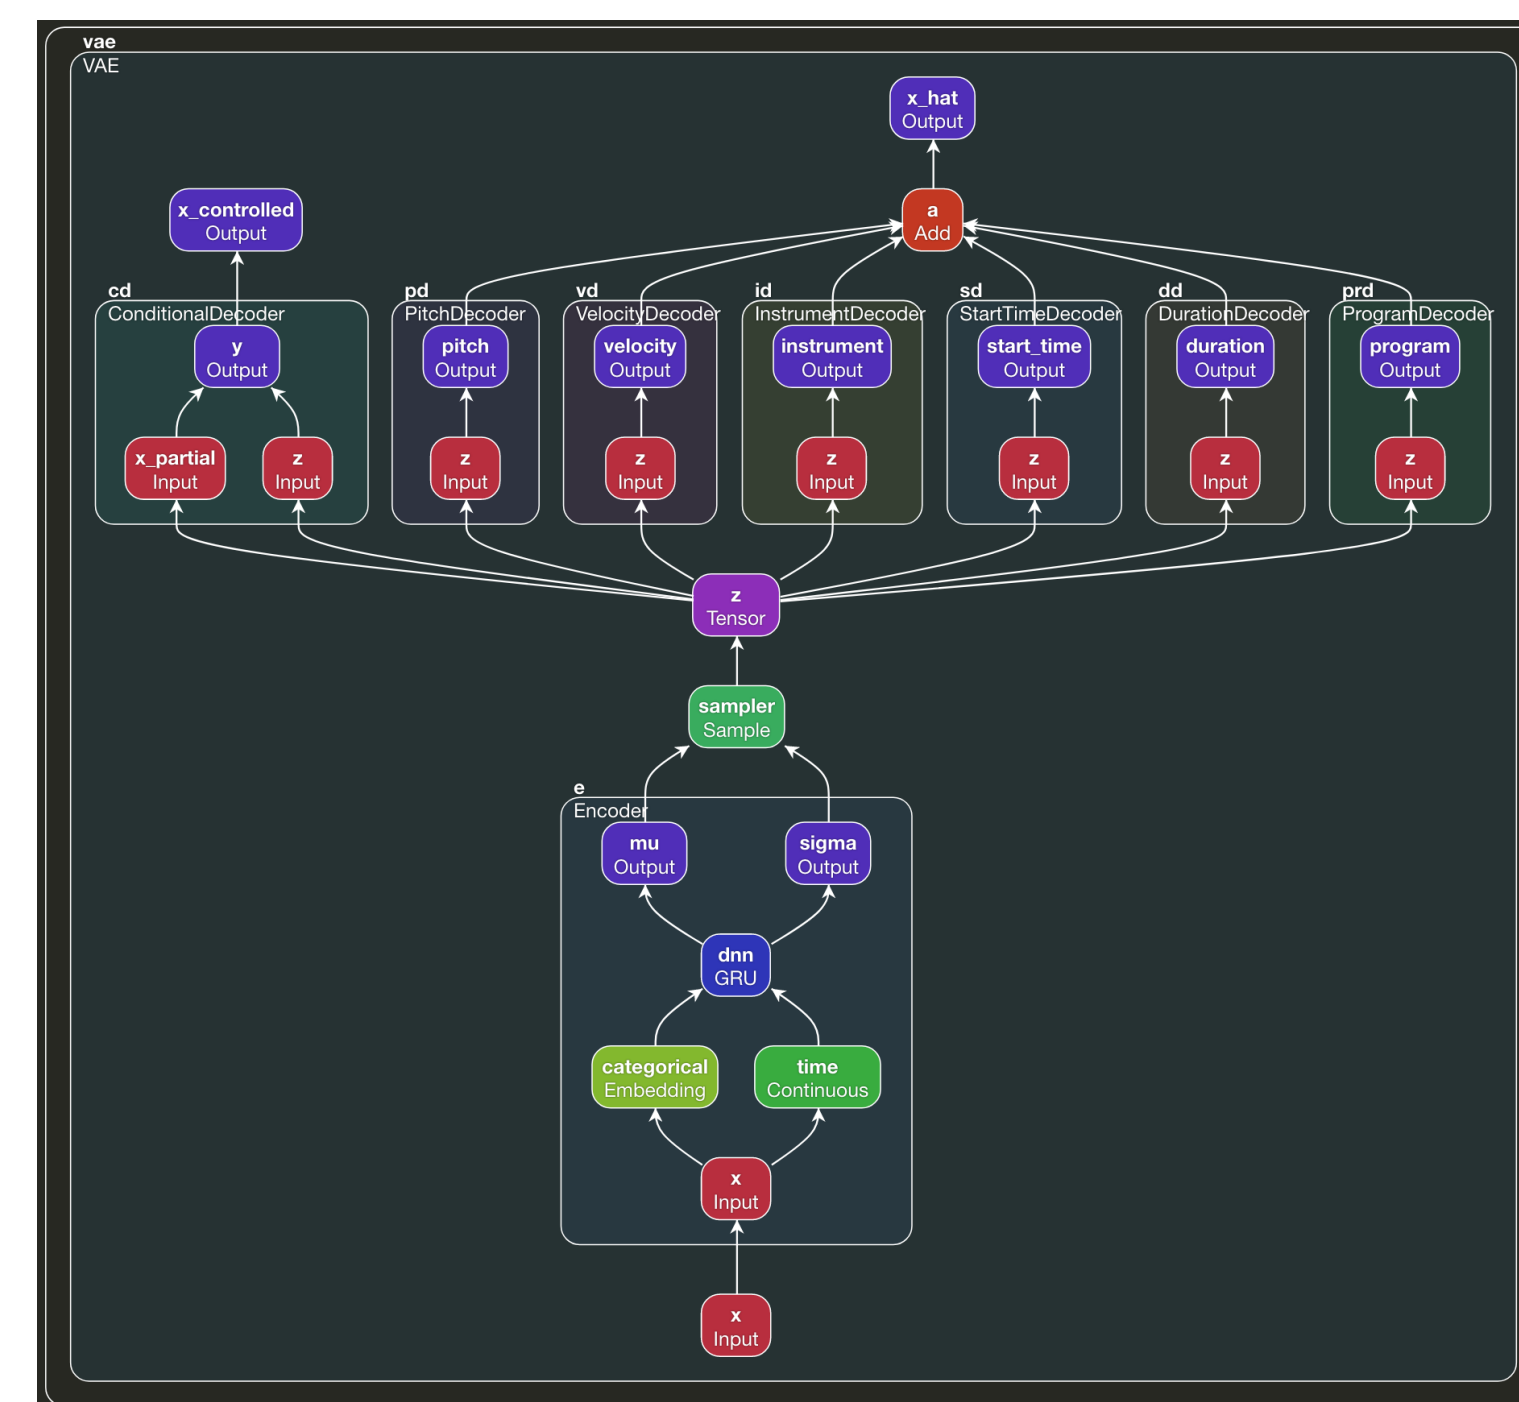 vae
VAE
x_hat
Output
x_controlled
Output
a
Add
cd
ConditionalDecoder
pd
PitchDecoder
vd
VelocityDecoder
id
InstrumentDecoder
sd
StartTimeDecoder
dd
DurationDecoder
prd
ProgramDecoder
y
Output
pitch
Output
velocity
Output
instrument
Output
start_time
Output
duration
Output
program
Output
x_partial
Input
z
Input
z
Input
z
Input
z
Input
z
Input
z
Input
z
Input
z
Tensor
sampler
Sample
e
Encoder
mu
Output
sigma
Output
dnn
GRU
categorical
Embedding
time
Continuous
x
Input
x
Input